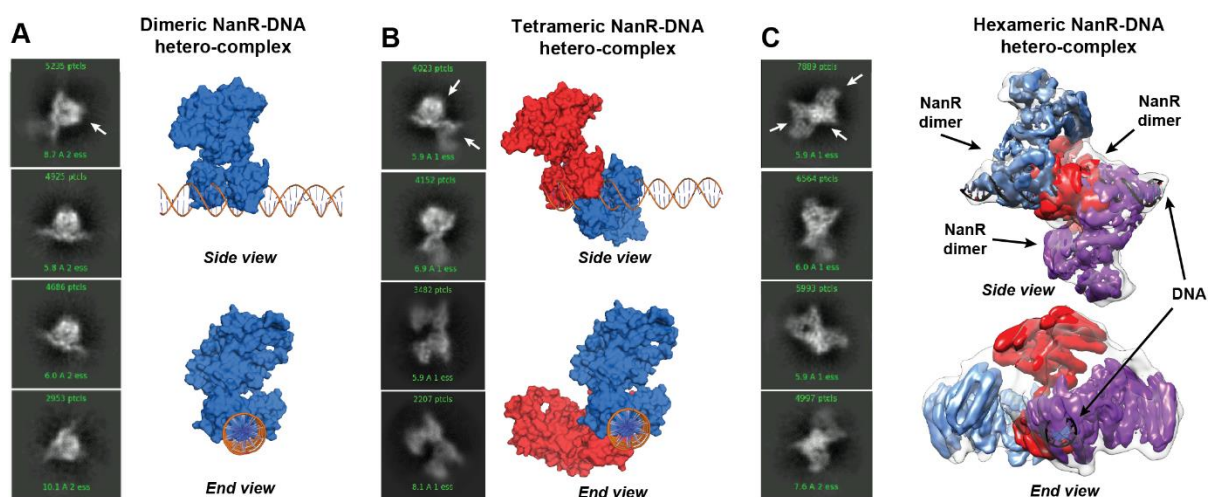 A
Dimeric NanR-DNA
hetero-complex
5235 ptcls
8.7 A 2 ess
4925 ptcls
5.8 A 2 ess
4686 ptcls
6.0 A 2 ess
2953 ptcls
10.1 A 2 ess
Side view
End view
B
Tetrameric NanR-DNA
hetero-complex
6023 ptcls
5.9 A 1 ess
4152 ptcls
6.9 A 1 ess
3482 ptcls
5.9 A 1 ess
2207 ptcls
8.1 A 1 ess
Side view
End view
C
Hexameric NanR-DNA
hetero-complex
7889 ptcls
5.9 A 1 ess
6564 ptcls
6.0 A 1 ess
5993 ptcls
5.9 A 1 ess
4997 ptcls
7.6 A 2 ess
NanR
dimer
NanR
dimer
NanR
dimer
Side view
DNA
End view